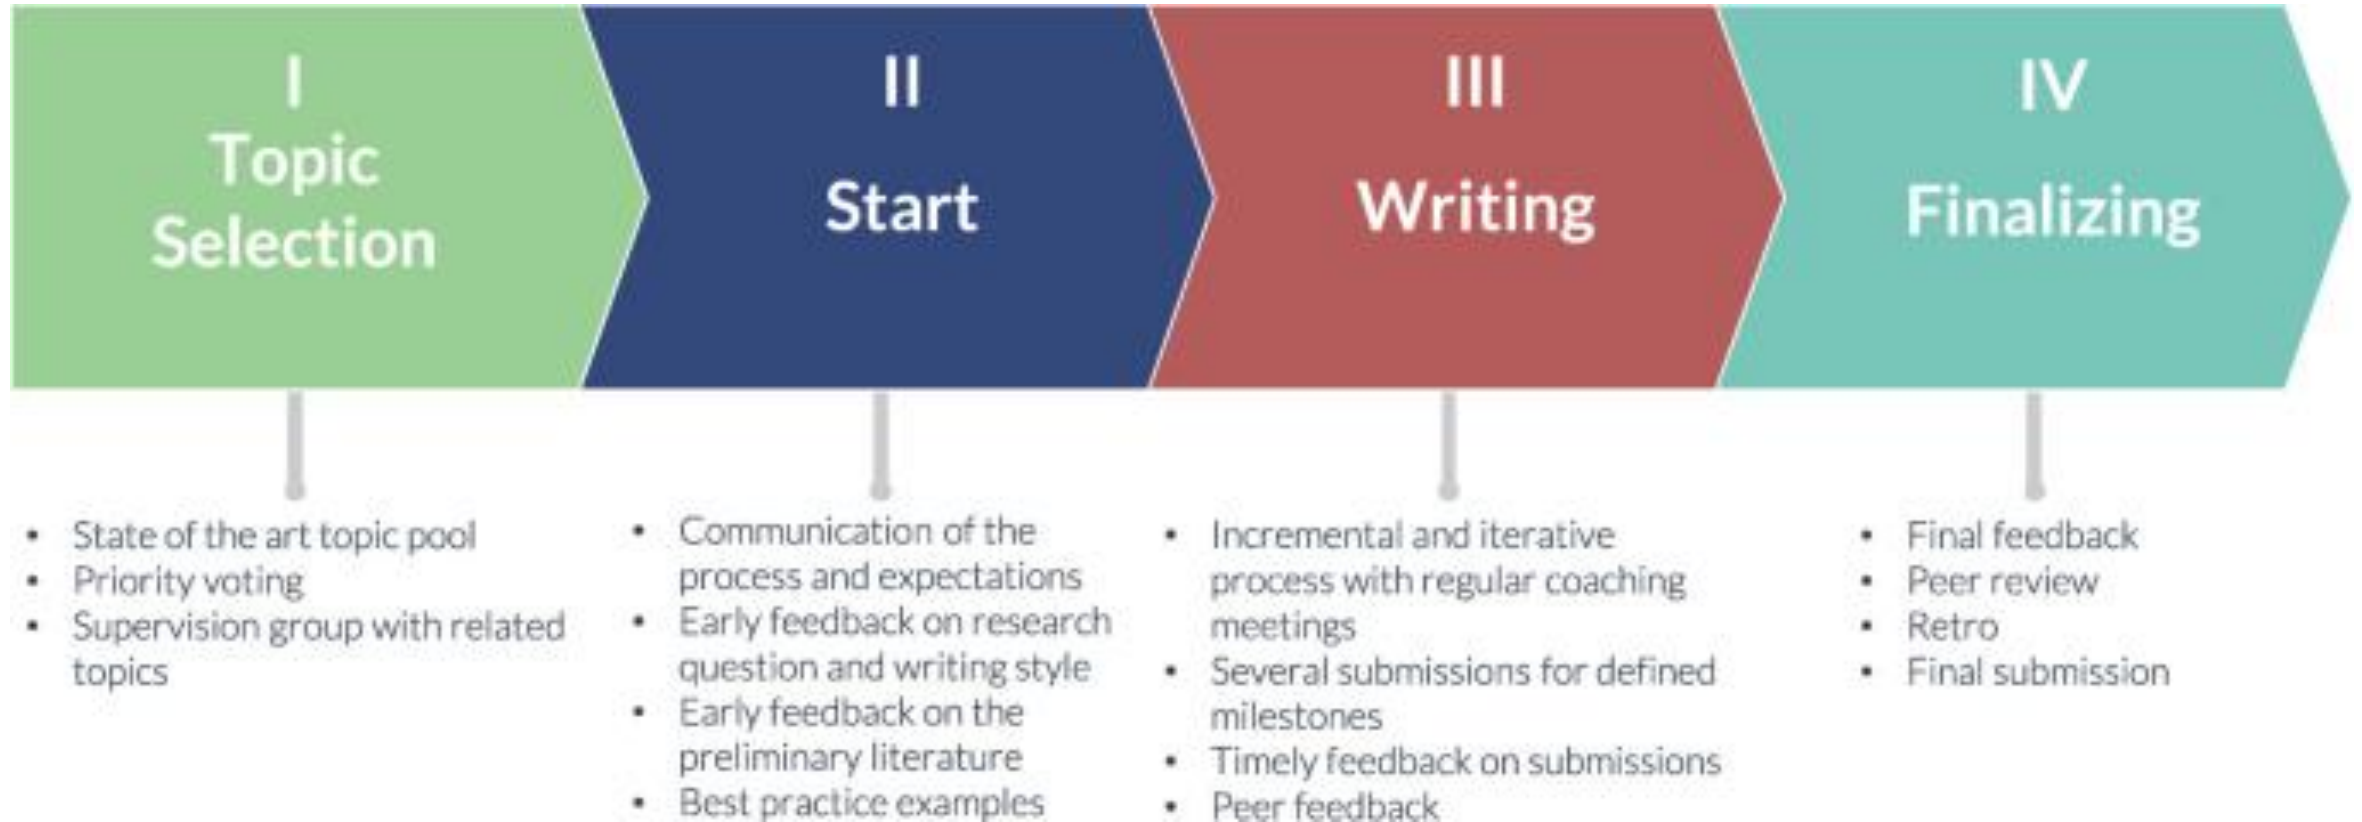 I
Topic
Selection
II
Start
III
Writing
IV
Finalizing
• State of the art topic pool
• Priority voting
• Supervision group with related
topics
• Communication of the
process and expectations
• Early feedback on research
question and writing style
• Early feedback on the
preliminary literature
• Best practice examples
• Incremental and iterative
process with regular coaching
meetings
• Several submissions for defined
milestones
• Timely feedback on submissions
• Peer feedback
• Final feedback
• Peer review
• Retro
• Final submission